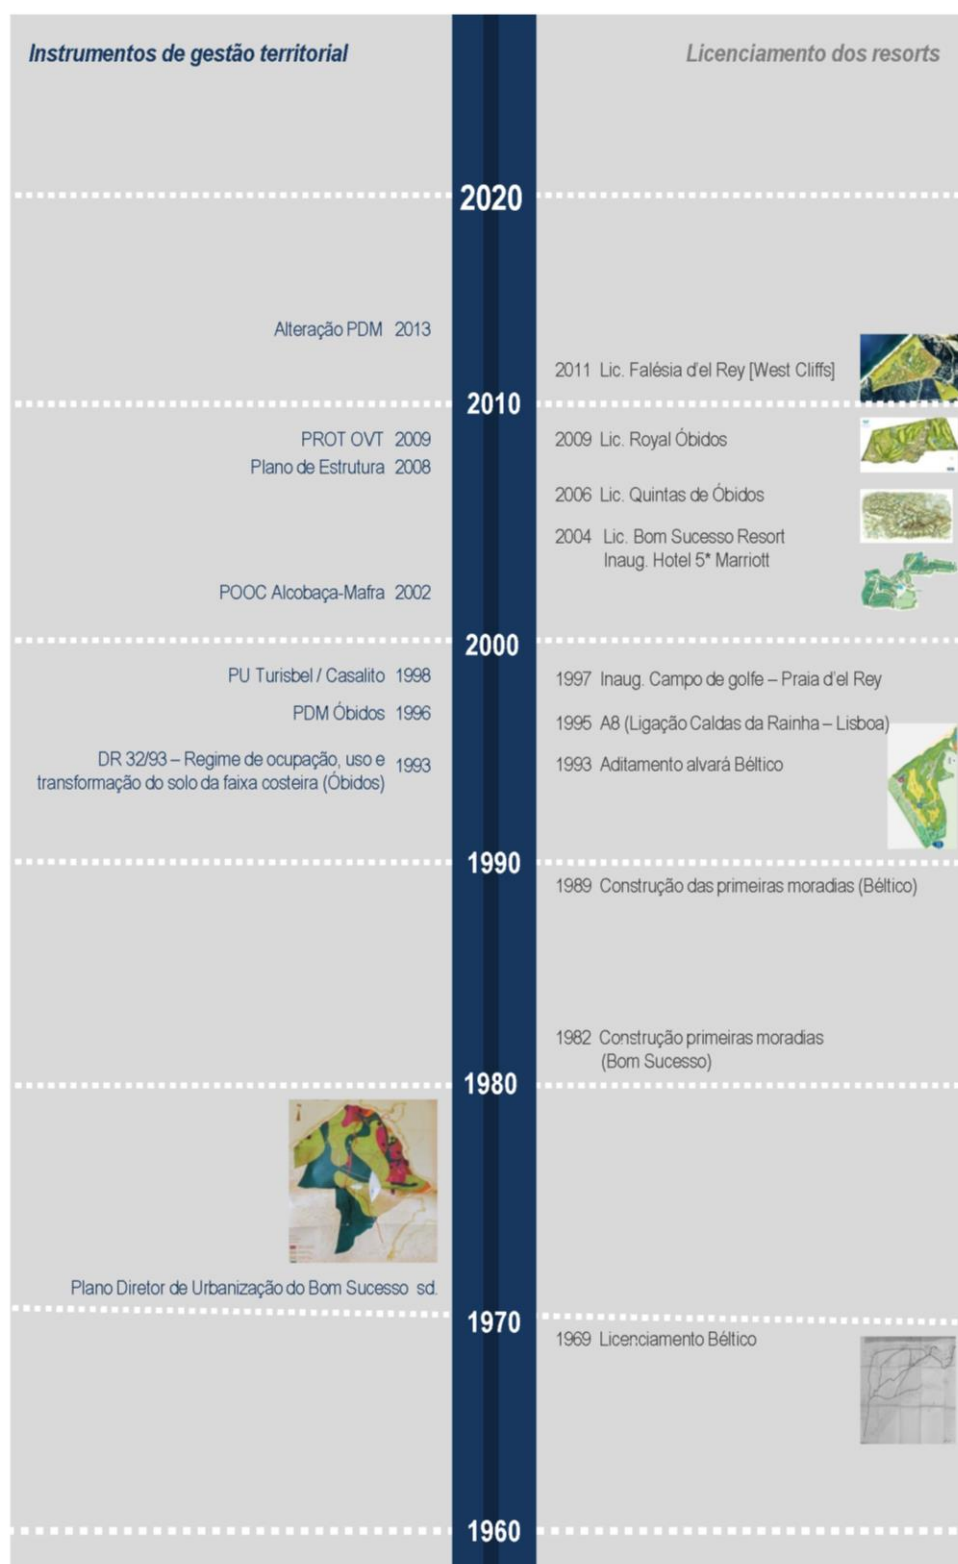 Instrumentos de gestão territorial
Licenciamento dos resorts
2020
Alteração PDM 2013
2011 Lic. Falésia d'el Rey [West Cliffs]
2010
PROT OVT 2009
2009 Lic. Royal Óbidos
Plano de Estrutura 2008
2006 Lic. Quintas de Óbidos
2004 Lic. Bom Sucesso Resort
Inaug. Hotel 5* Marriott
POOC Alcobaça-Mafra 2002
2000
PU Turisbel / Casalito 1998
1997 Inaug. Campo de golfe – Praia d'el Rey
PDM Óbidos 1996
1995 A8 (Ligação Caldas da Rainha – Lisboa)
DR 32/93 – Regime de ocupação, uso e
transformação do solo da faixa costeira (Óbidos) 1993
1993 Aditamento alvará Béltico
1990
1989 Construção das primeiras moradias (Béltico)
1982 Construção primeiras moradias
(Bom Sucesso)
1980
Plano Diretor de Urbanização do Bom Sucesso sd.
1970
1969 Licenciamento Béltico
1960